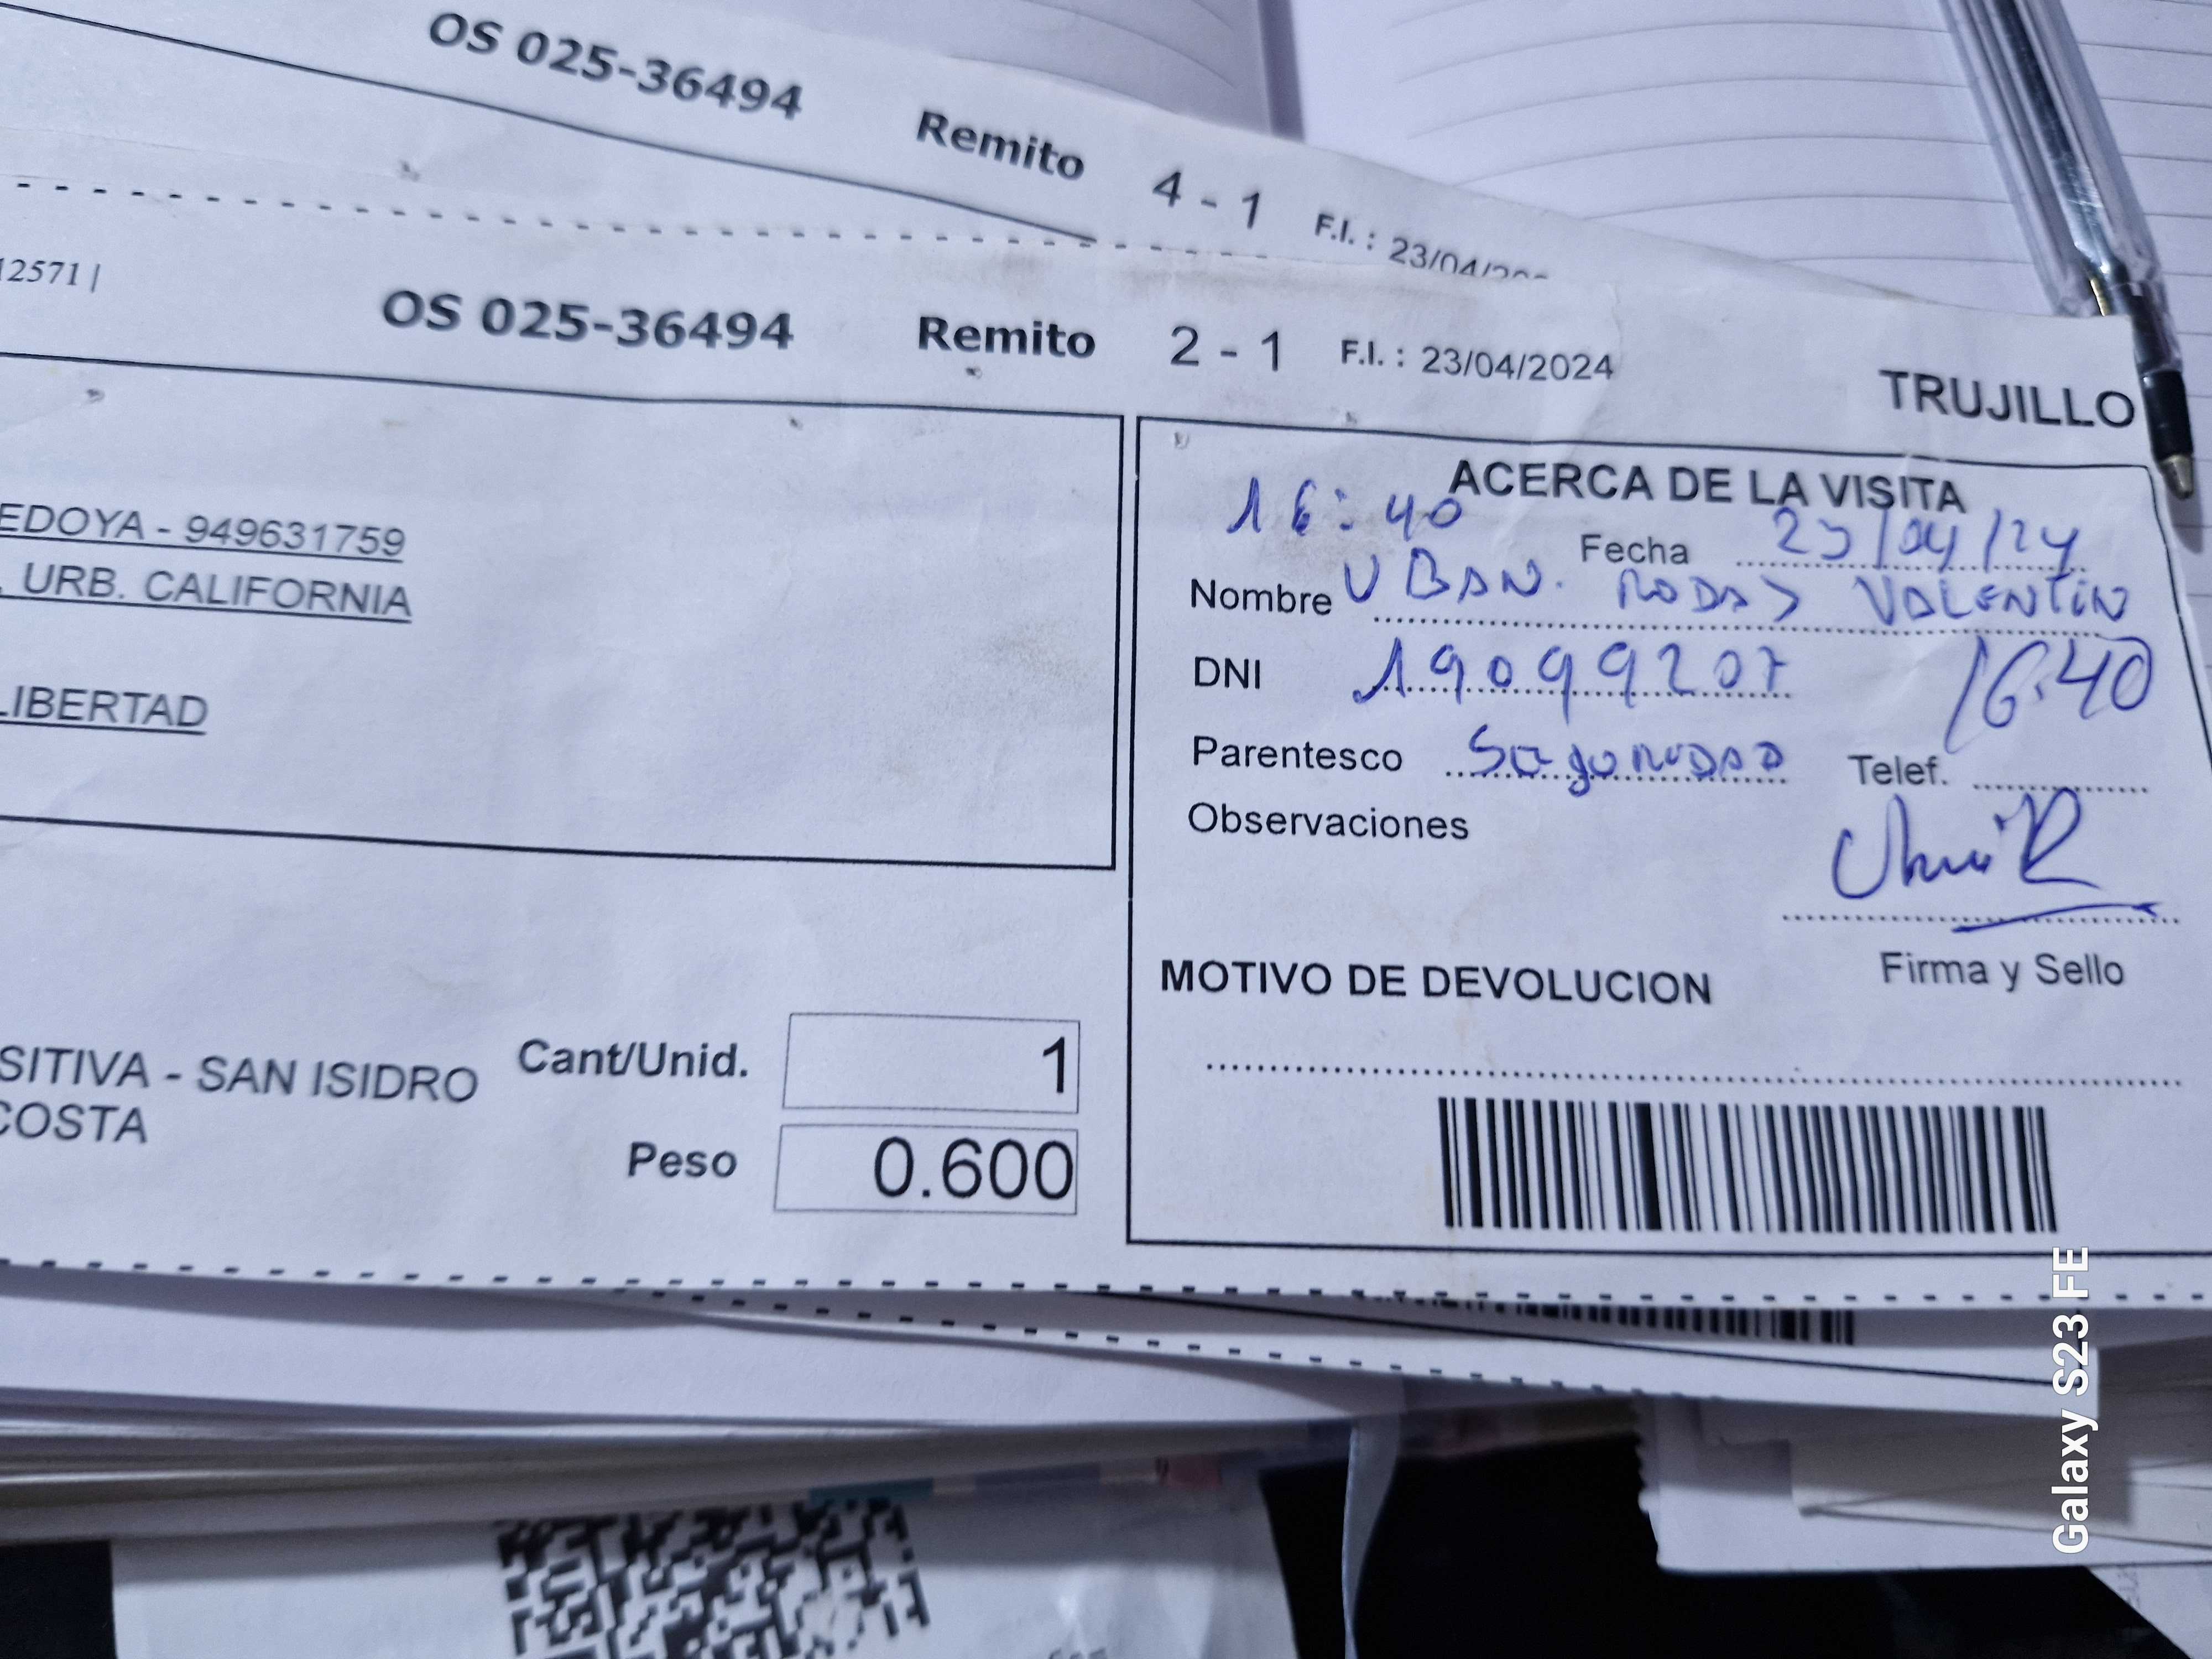 OS 025-36494 Remito 4 - 1 F.I. : 23/04/
12571 |
OS 025-36494 Remito 2 - 1 F.I. : 23/04/2024
TRUJILLO
EDOYA - 949631759
. URB. CALIFORNIA
LIBERTAD
SITIVA - SAN ISIDRO
COSTA
Cant/Unid. 1
Peso 0.600
ACERCA DE LA VISITA
16:40
Fecha 23/04/24
Nombre VALENTIN
DNI 19099207 16:40
Parentesco Telef.
Observaciones
Firma y Sello
MOTIVO DE DEVOLUCION
Galaxy S23 FE